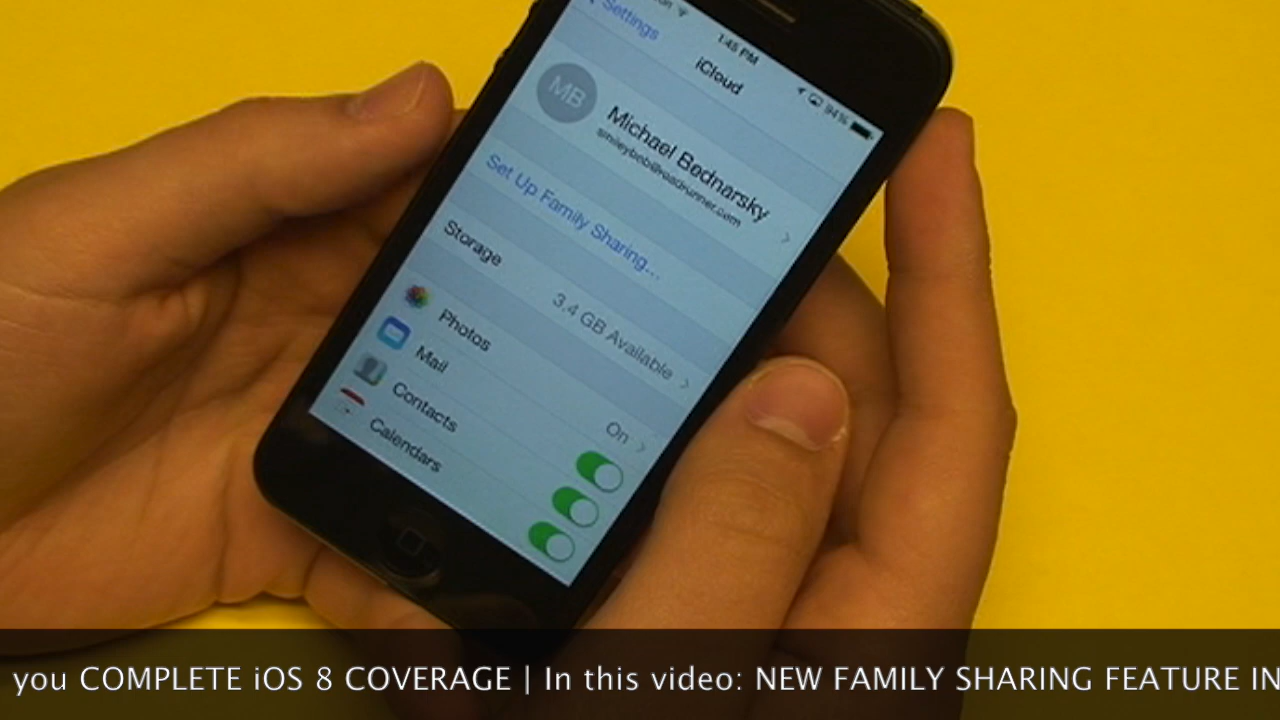 Settings
1:45 PM
94%
iCloud
MB
Michael Bednarsky
smileybob@roadrunner.com
Set Up Family Sharing...
Storage
3.4 GB Available
Photos
On
Mail
Contacts
Calendars
you COMPLETE iOS 8 COVERAGE | In this video: NEW FAMILY SHARING FEATURE IN